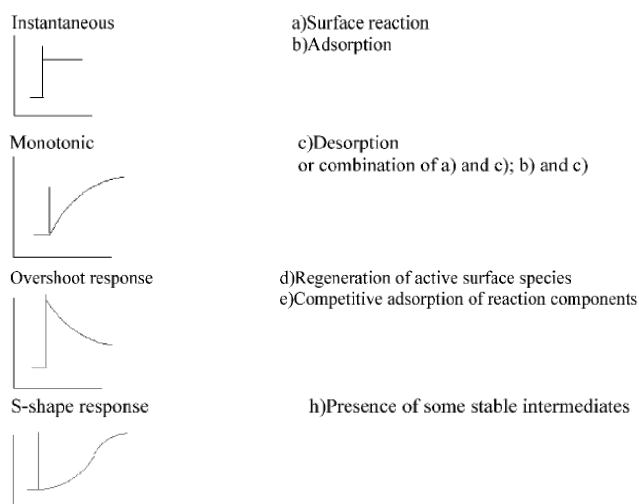 Instantaneous
a)Surface reaction
b)Adsorption
Monotonic
c)Desorption
or combination of a) and c); b) and c)
Overshoot response
d)Regeneration of active surface species
e)Competitive adsorption of reaction components
S-shape response
h)Presence of some stable intermediates